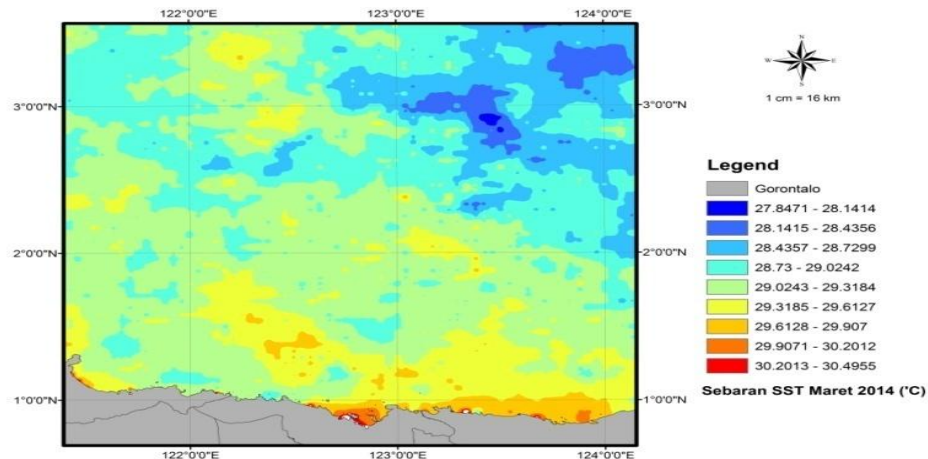 122°0'0"E 123°0'0"E 124°0'0"E
N
W E
S
1 cm = 16 km
3°0'0"N 3°0'0"N
Legend
Gorontalo
27.8471 - 28.1414
28.1415 - 28.4356
28.4357 - 28.7299
28.73 - 29.0242
29.0243 - 29.3184
29.3185 - 29.6127
29.6128 - 29.907
29.9071 - 30.2012
30.2013 - 30.4955
Sebaran SST Maret 2014 (°C)
2°0'0"N 2°0'0"N
1°0'0"N 1°0'0"N
122°0'0"E 123°0'0"E 124°0'0"E